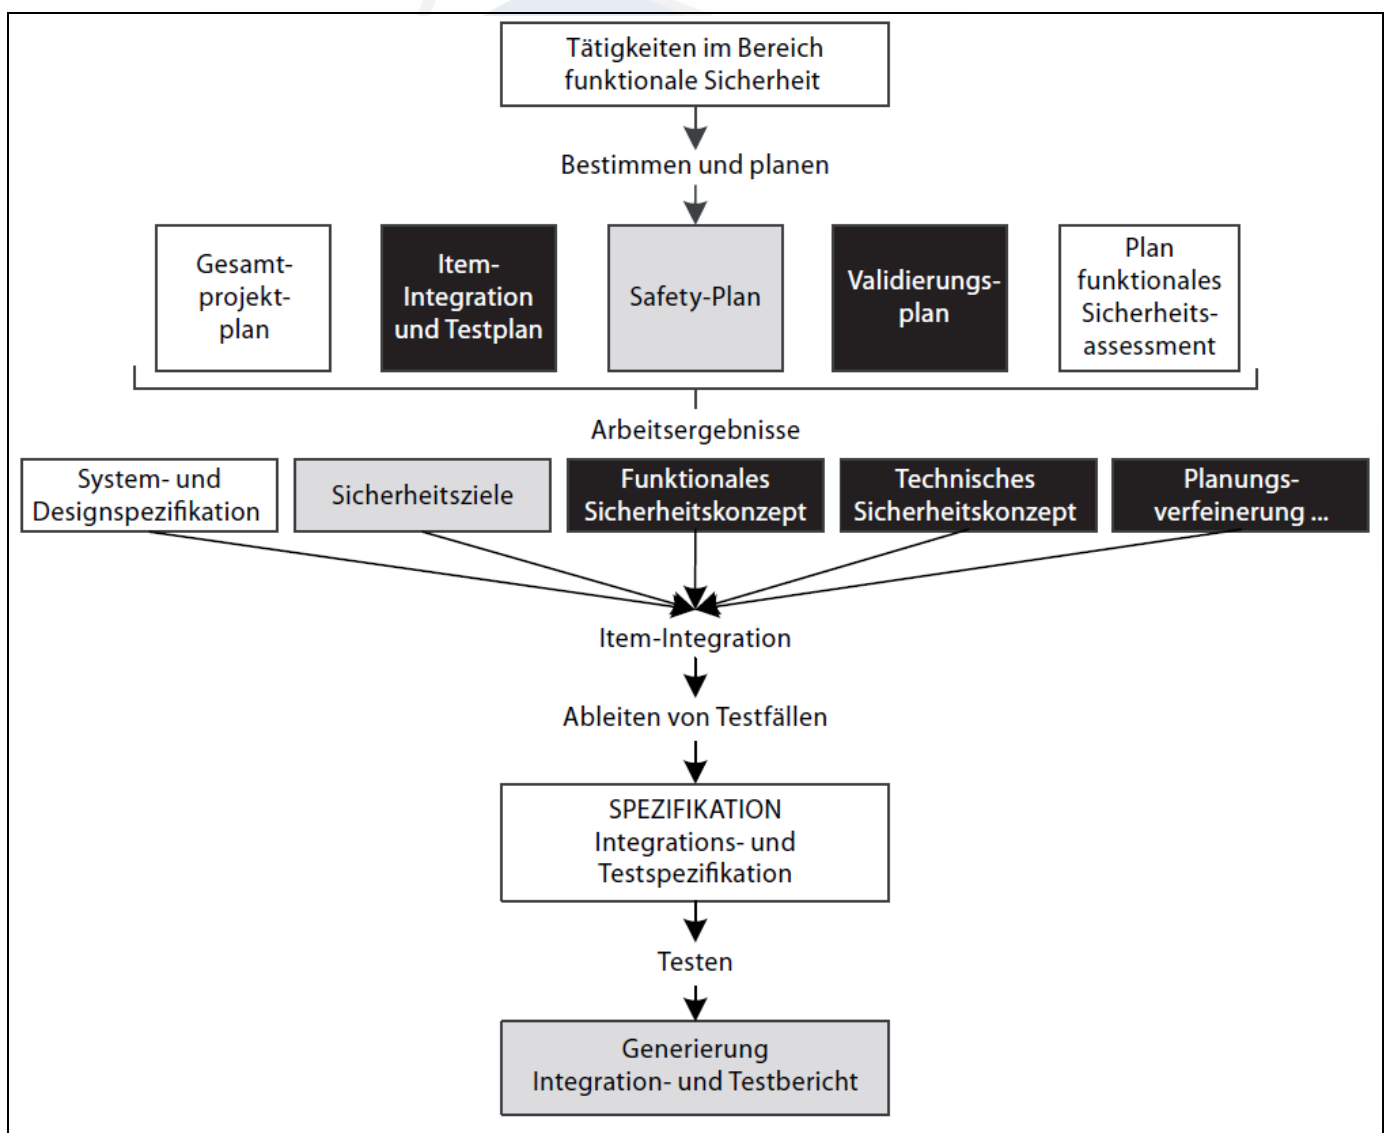 Tätigkeiten im Bereich
funktionale Sicherheit
Bestimmen und planen
Gesamt-
projekt-
plan
Item-
Integration
und Testplan
Safety-Plan
Validierungs-
plan
Plan
funktionales
Sicherheits-
assessment
Arbeitsergebnisse
System- und
Designspezifikation
Sicherheitsziele
Funktionales
Sicherheitskonzept
Technisches
Sicherheitskonzept
Planungs-
verfeinerung ...
Item-Integration
Ableiten von Testfällen
SPEZIFIKATION
Integrations- und
Testspezifikation
Testen
Generierung
Integration- und Testbericht